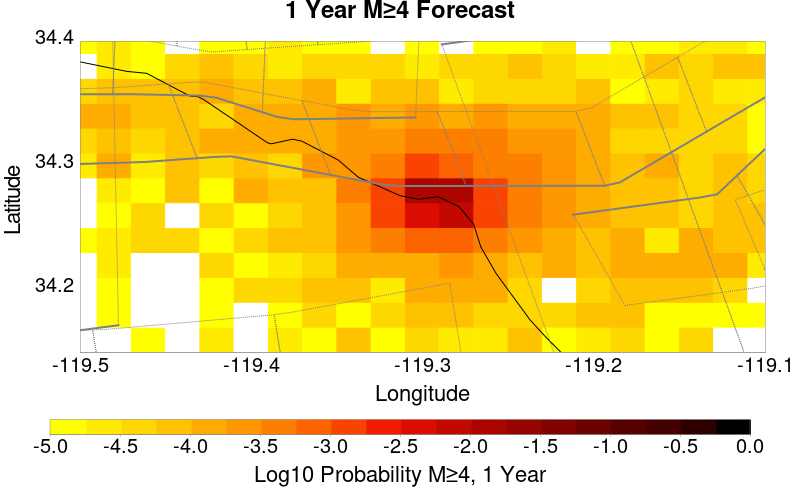 1 Year M≥4 Forecast
34.4
34.3
34.2
Latitude
-119.5 -119.4 -119.3 -119.2 -119.1
Longitude
-5.0 -4.5 -4.0 -3.5 -3.0 -2.5 -2.0 -1.5 -1.0 -0.5 0.0
Log10 Probability M≥4, 1 Year